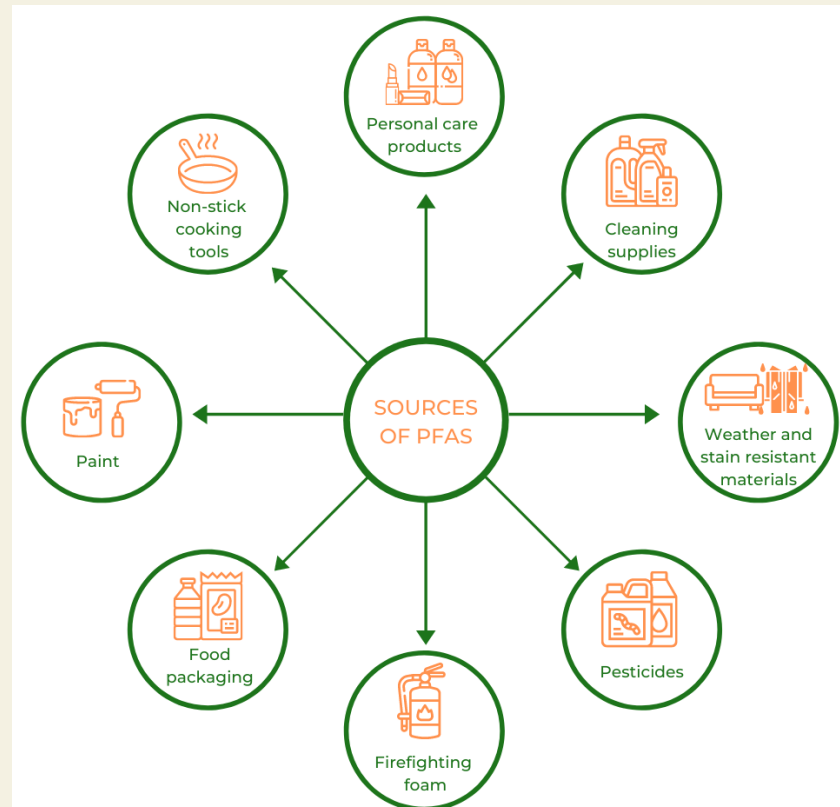 Personal care
products
Cleaning
supplies
Weather and
stain resistant
materials
Pesticides
Firefighting
foam
Food
packaging
Paint
Non-stick
cooking
tools
SOURCES
OF PFAS